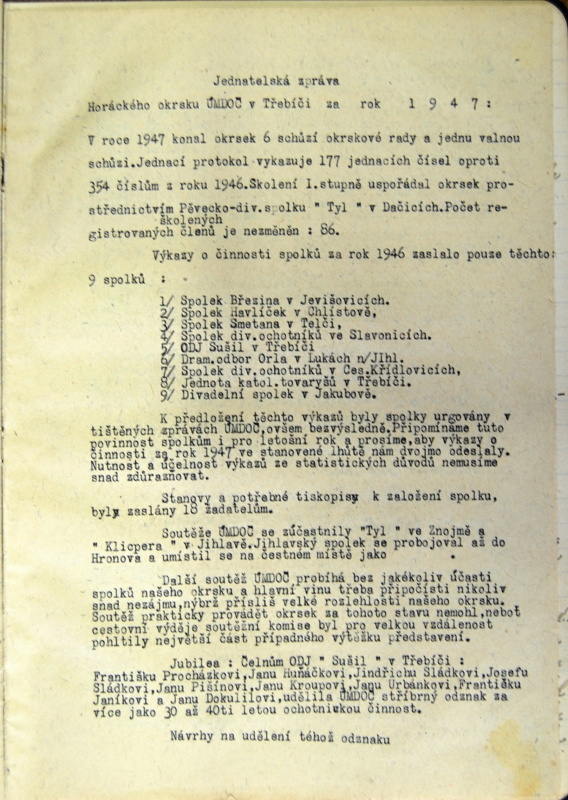 Jednatelská zpráva
Horáckého okrsku ÚMDOČ v Třebíči za rok 1 9 4 7 :
V roce 1947 konal okrsek 6 schůzí okrskové rady a jednu valnou
schůzi.Jednací protokol vykazuje 177 jednacích čísel oproti
354 číslům z roku 1946.Školení I.stupně uspořádal okrsek pro-
střednictvím Pěvecko-div.spolku " Tyl " v Dačicích.Počet re-
školených
gistrovaných členů je nezměněn : 86.
Výkazy o činnosti spolků za rok 1946 zaslalo pouze těchto:
9 spolků :
1/ Spolek Březina v Jevišovicích.
2/ Spolek Havlíček v Chlístově,
3/ Spolek Smetana v Telči,
4/ Spolek div.ochotníků ve Slavonicích.
5/ ODJ Sušil v Třebíči
6/ Dram.odbor Orla v Lukách n/JIhl.
7/ Spolek div.ochotníků v Čes.Křídlovicích,
8/ Jednota katol.tovaryšů v Třebíči.
9/ Divadelní spolek v Jakubově.
K předložení těchto výkazů byly spolky urgovány v
tištěných zprávách ÚMDOČ,ovšem bezvýsledně.Připomínáme tuto
povinnost spolkům i pro letošní rok a prosíme,aby výkazy o
činnosti za rok 1947 ve stanovené lhůtě nám dvojmo odeslaly.
Nutnost a účelnost výkazů ze statistických důvodů nemusíme
snad zdůrazňovat.
Stanovy a potřebné tiskopisy k založení spolku,
byly zaslány 18 žadatelům.
Soutěže ÚMDOČ se zúčastnily "Tyl " ve Znojmě a
" Klicpera " v Jihlavě.Jihlavský spolek se probojoval až do
Hronova a umístil se na čestném místě jako .
Další soutěž ÚMDOČ probíhá bez jakékoliv účasti
spolků našeho okrsku a hlavní vinu třeba připočísti nikoliv
snad nezájmu,nýbrž přísliš velké rozlehlosti našeho okrsku.
Soutěž prakticky provádět okrsek za tohoto stavu nemohl,neboť
cestovní výděje soutěžní komise byl pro velkou vzdálenost
pohltily největší část případného výtěžku představení.
Jubilea : Čelnům ODJ " Sušil " v Třebíči :
Františku Procházkovi,Janu Huňáčkovi,Jindřichu Sládkovi,Josefu
Sládkovi,Janu Pišínovi,Janu Kroupovi,Janu Urbánkovi,Františku
Janíkovi a Janu Dokulilovi,udělila ÚMDOČ stříbrný odznak za
více jako 30 až 40ti letou ochotnickou činnost.
Návrhy na udělení téhož odznaku